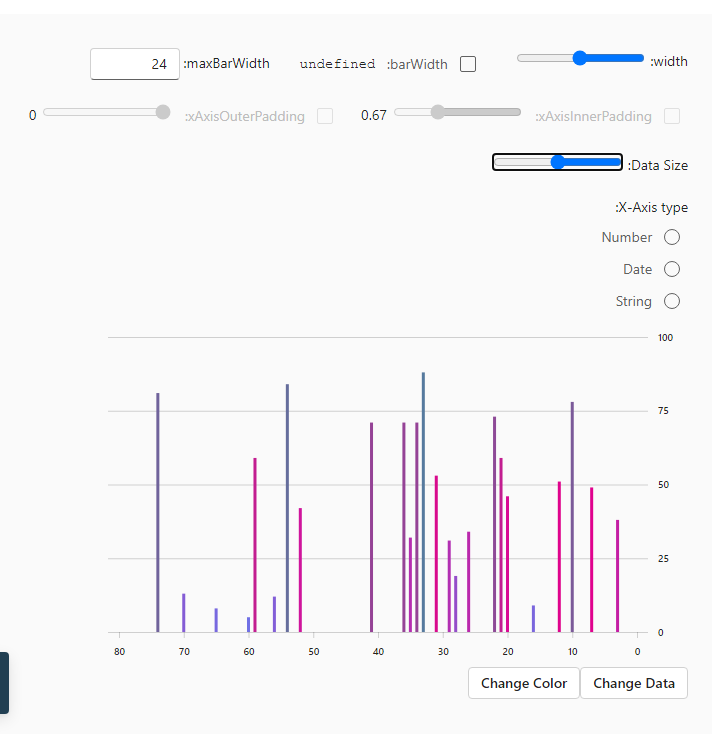 :width
:barWidth undefined
:maxBarWidth 24
:xAxisInnerPadding 0.67
:xAxisOuterPadding 0
:Data Size
:X-Axis type
Number
Date
String
100
75
50
25
0
80 70 60 50 40 30 20 10 0
Change Color Change Data